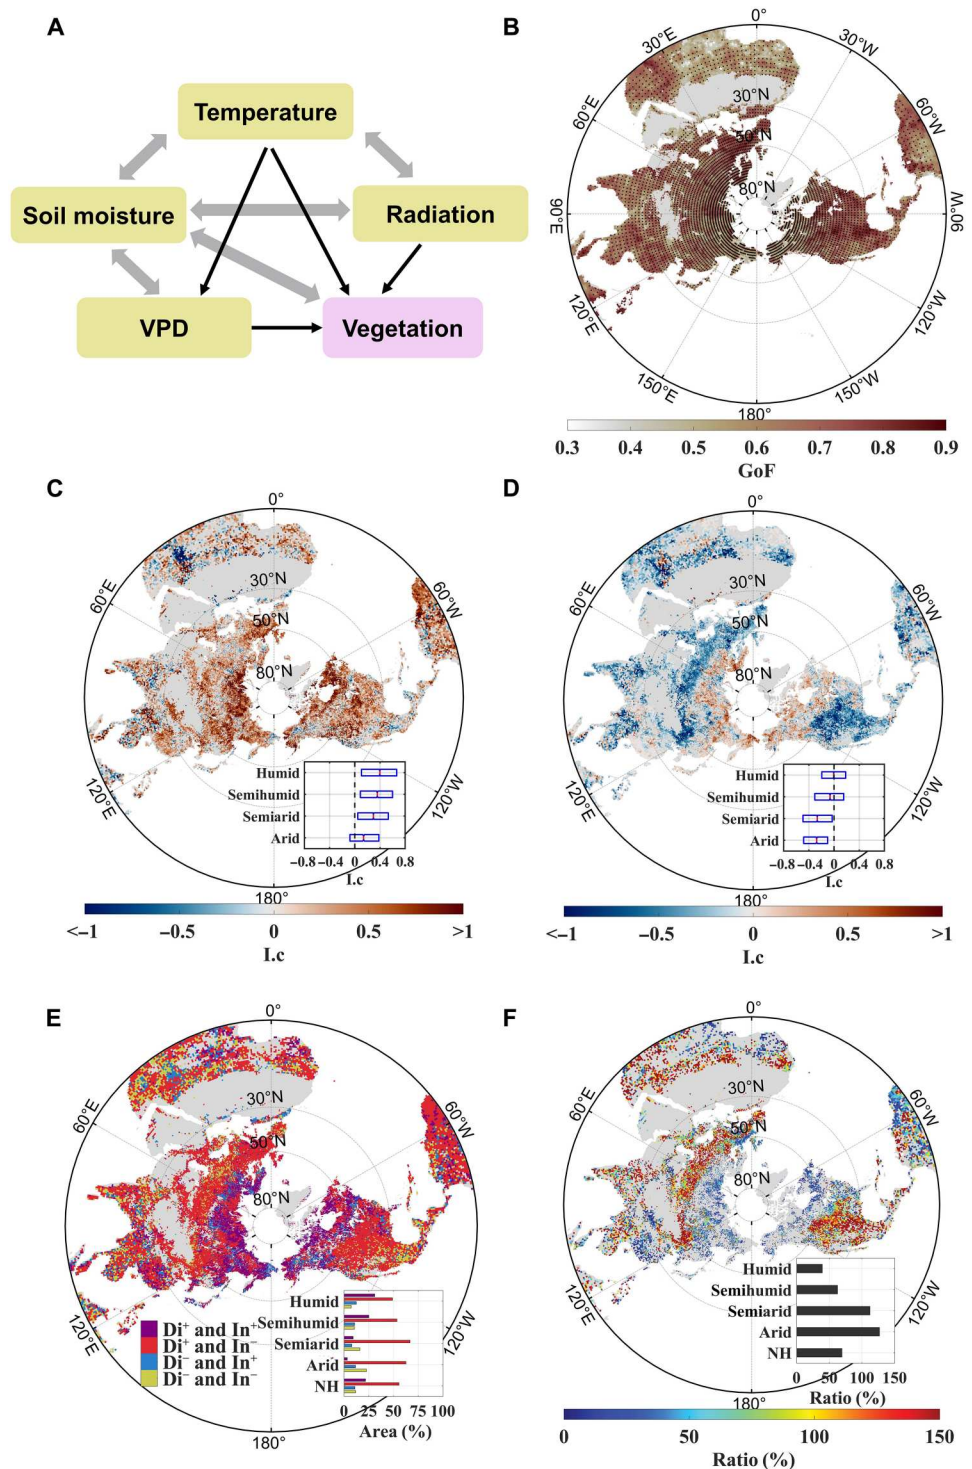 A
Temperature
Soil moisture
Radiation
VPD
Vegetation
B
0°
30°E
30°W
60°E
60°W
30°N
50°N
80°N
90°E
90°W
120°E
120°W
150°E
150°W
180°
0.3 0.4 0.5 0.6 0.7 0.8 0.9
GoF
C
0°
60°E
60°W
30°N
50°N
80°N
120°E
120°W
Humid
Semihumid
Semiarid
Arid
−0.8 −0.4 0 0.4 0.8
I.c
180°
<−1 −0.5 0 0.5 >1
I.c
D
0°
60°E
60°W
30°N
50°N
80°N
120°E
120°W
Humid
Semihumid
Semiarid
Arid
−0.8 −0.4 0 0.4 0.8
I.c
180°
<−1 −0.5 0 0.5 >1
I.c
E
0°
60°E
60°W
30°N
50°N
80°N
120°E
120°W
Di⁺ and In⁺
Di⁺ and In⁻
Di⁻ and In⁺
Di⁻ and In⁻
Humid
Semihumid
Semiarid
Arid
NH
0 25 50 75 100
Area (%)
180°
F
0°
60°E
60°W
30°N
50°N
80°N
120°E
120°W
Humid
Semihumid
Semiarid
Arid
NH
0 50 100 150
Ratio (%)
180°
0 50 100 150
Ratio (%)